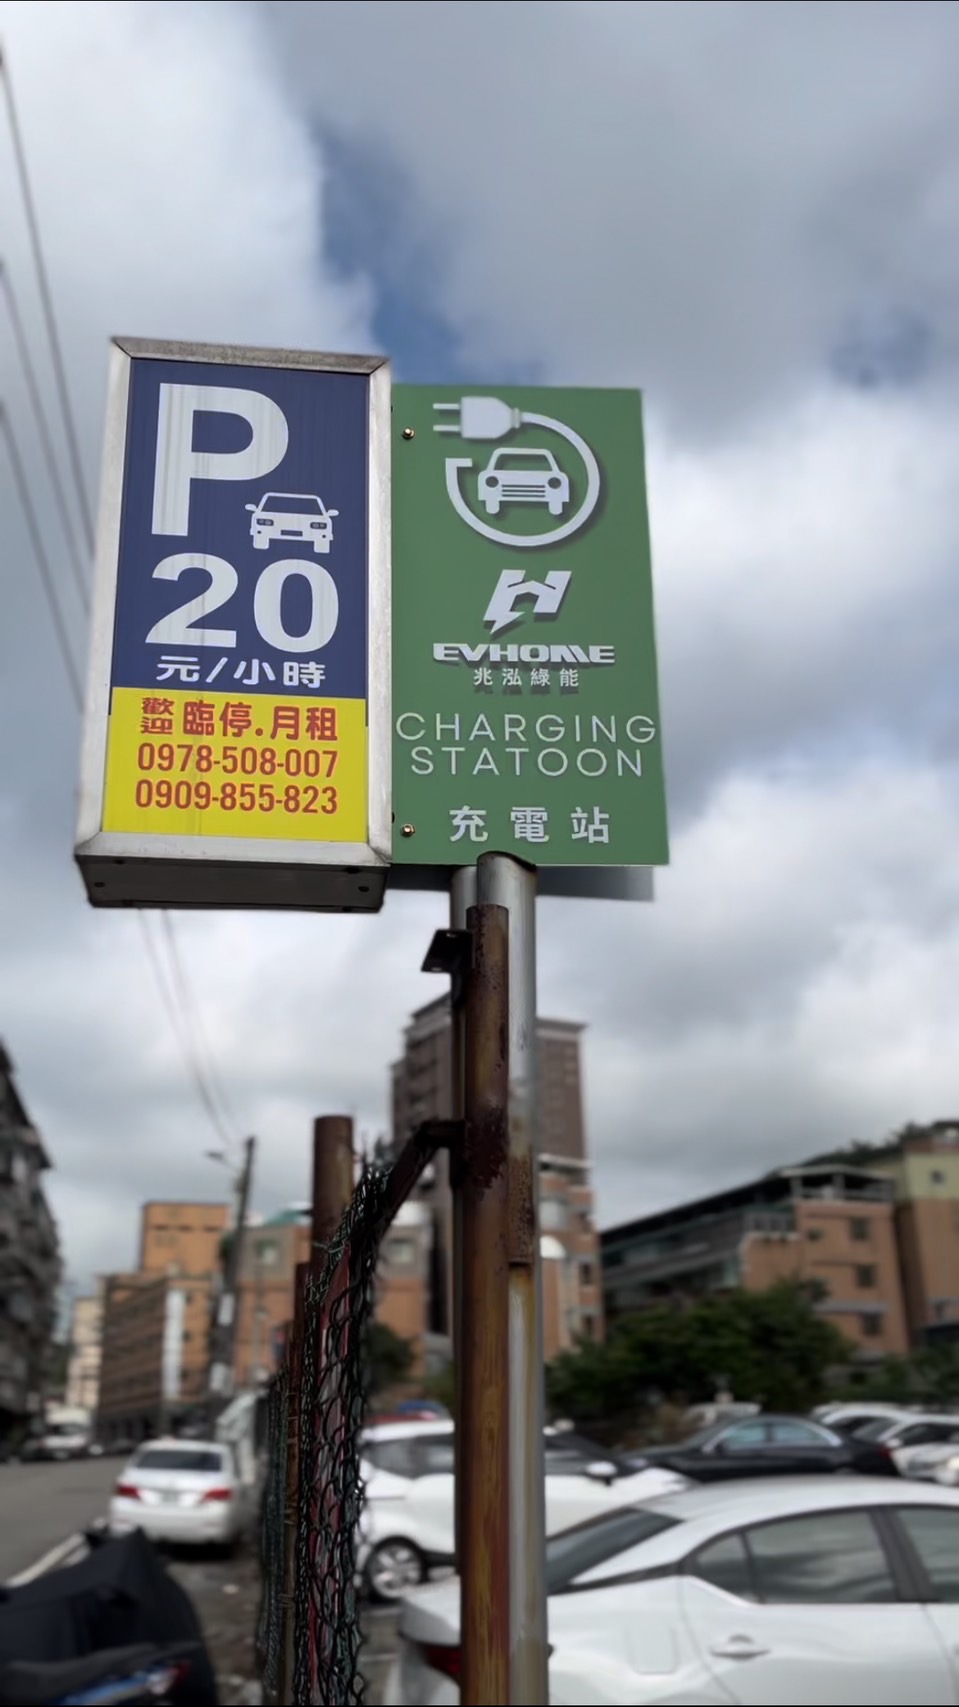 P
20
元/小時
歡迎 臨停.月租
0978-508-007
0909-855-823
EVHOME
兆泓綠能
CHARGING
STATOON
充電站